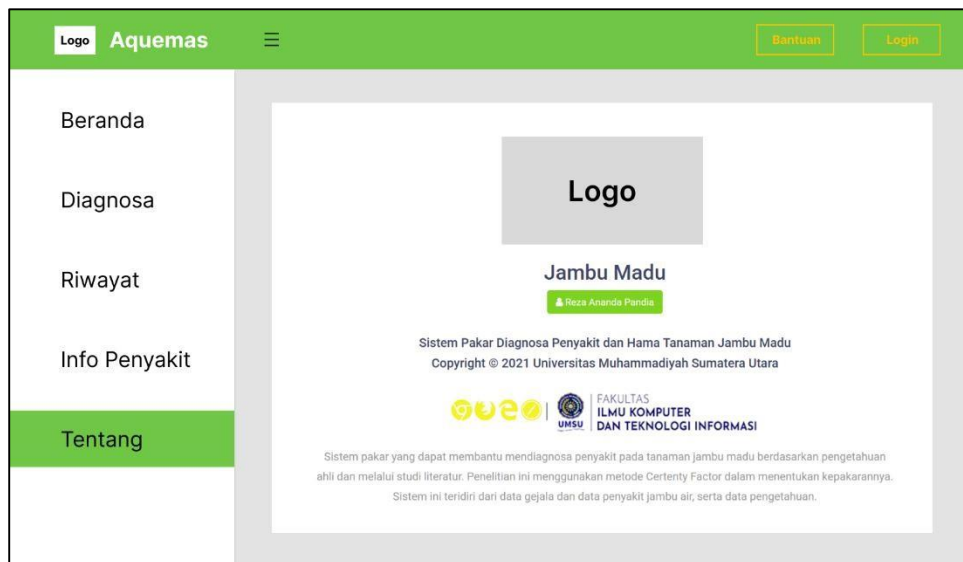 Logo Aquemas Bantuan Login
Beranda
Diagnosa
Riwayat
Info Penyakit
Tentang
Logo
Jambu Madu
Reza Ananda Pandia
Sistem Pakar Diagnosa Penyakit dan Hama Tanaman Jambu Madu
Copyright © 2021 Universitas Muhammadiyah Sumatera Utara
UMSU
FAKULTAS
ILMU KOMPUTER
DAN TEKNOLOGI INFORMASI
Sistem pakar yang dapat membantu mendiagnosa penyakit pada tanaman jambu madu berdasarkan pengetahuan
ahli dan melalui studi literatur. Penelitian ini menggunakan metode Certenty Factor dalam menentukan kepakarannya.
Sistem ini teridiri dari data gejala dan data penyakit jambu air, serta data pengetahuan.